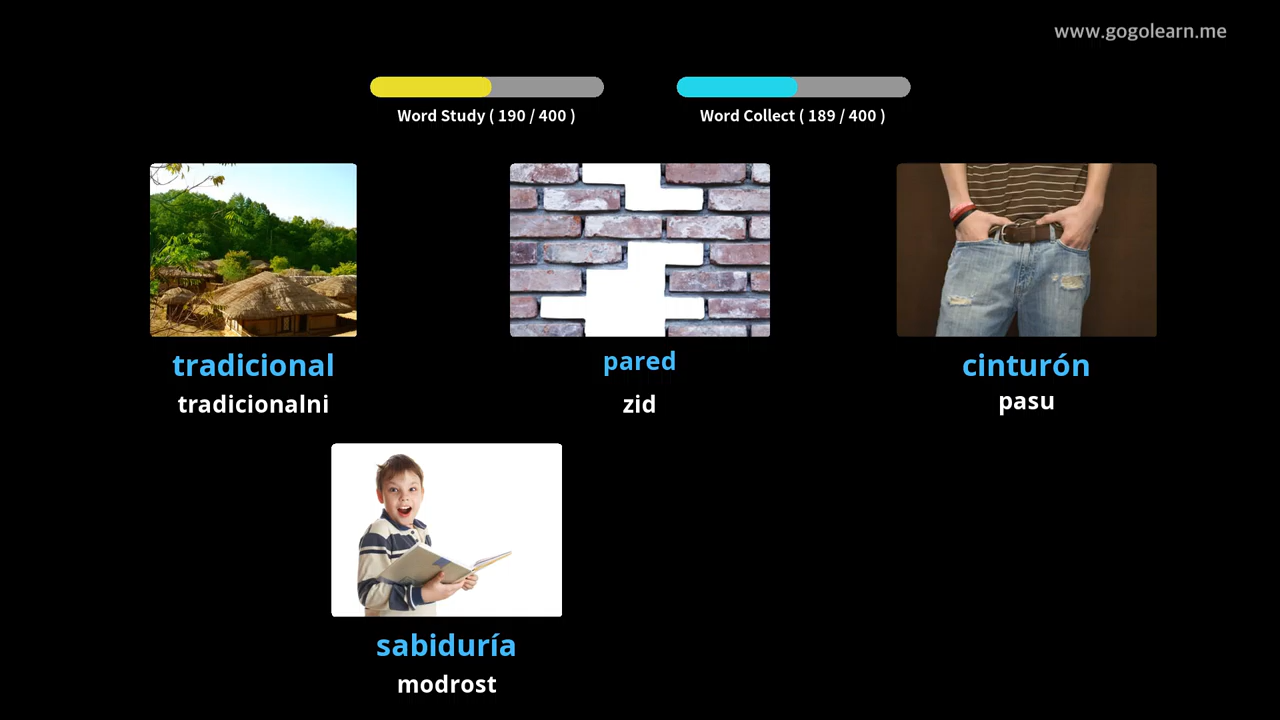 www.gogolearn.me
Word Study ( 190 / 400 )
Word Collect ( 189 / 400 )
tradicional
tradicionalni
pared
zid
cinturón
pasu
sabiduría
modrost